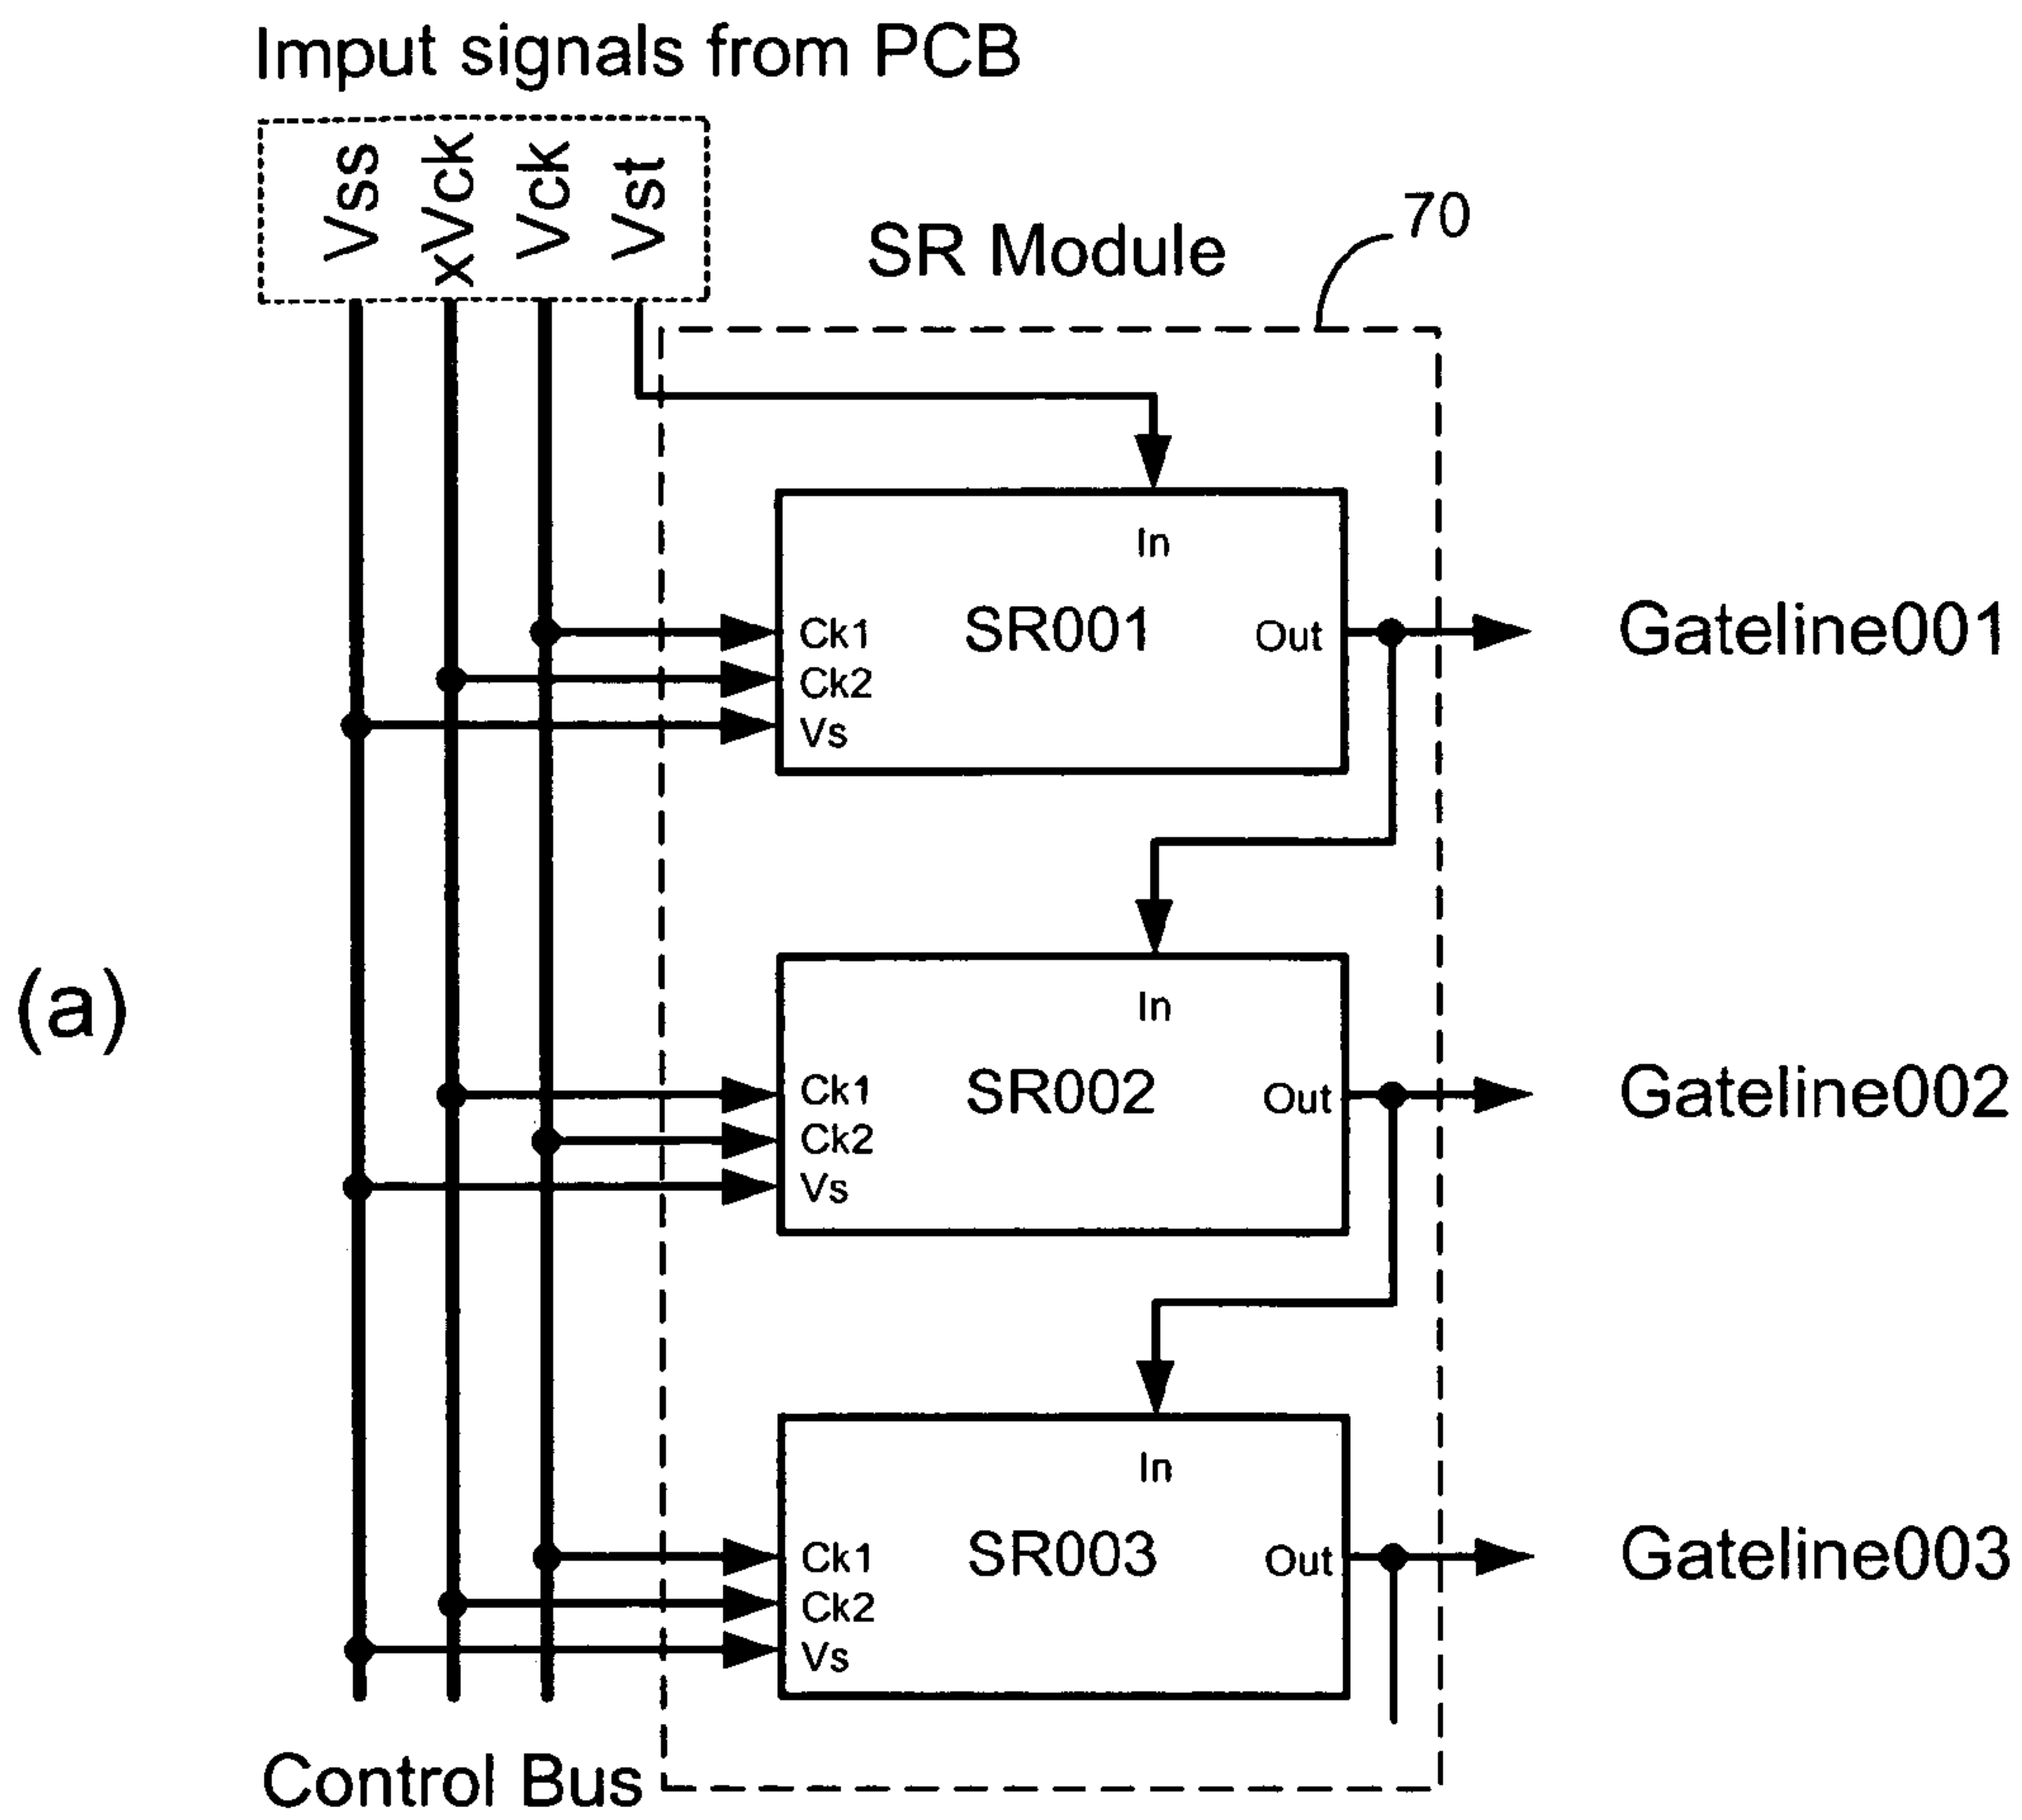 Imput signals from PCB
Vss
xVck
Vck
Vst
SR Module
70
In
Ck1
SR001
Out
Gateline001
Ck2
Vs
In
(a)
Ck1
SR002
Out
Gateline002
Ck2
Vs
In
Ck1
SR003
Out
Gateline003
Ck2
Vs
Control Bus